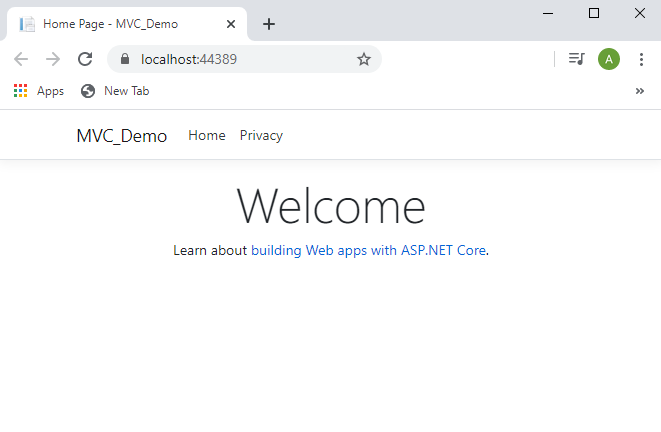 Home Page - MVC_Demo
localhost:44389
A
Apps New Tab
MVC_Demo Home Privacy
Welcome
Learn about building Web apps with ASP.NET Core.